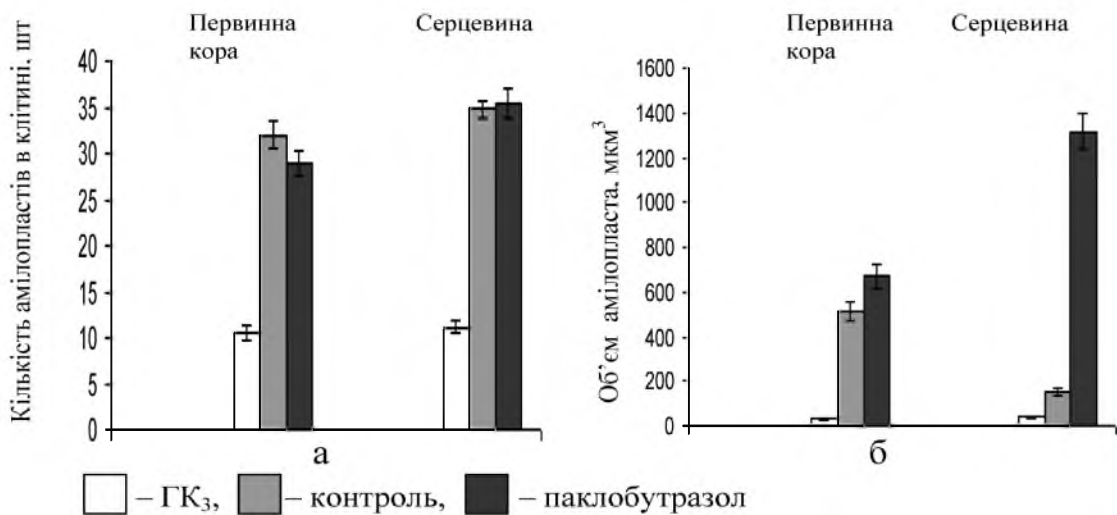 Первинна
кора
Серцевина
Кількість амілопластів в клітині, шт
40
35
30
25
20
15
10
5
0
а
Первинна
кора
Серцевина
Об’єм амілопласта, мкм³
1600
1400
1200
1000
800
600
400
200
0
б
– ГК₃, – контроль, – паклобутразол